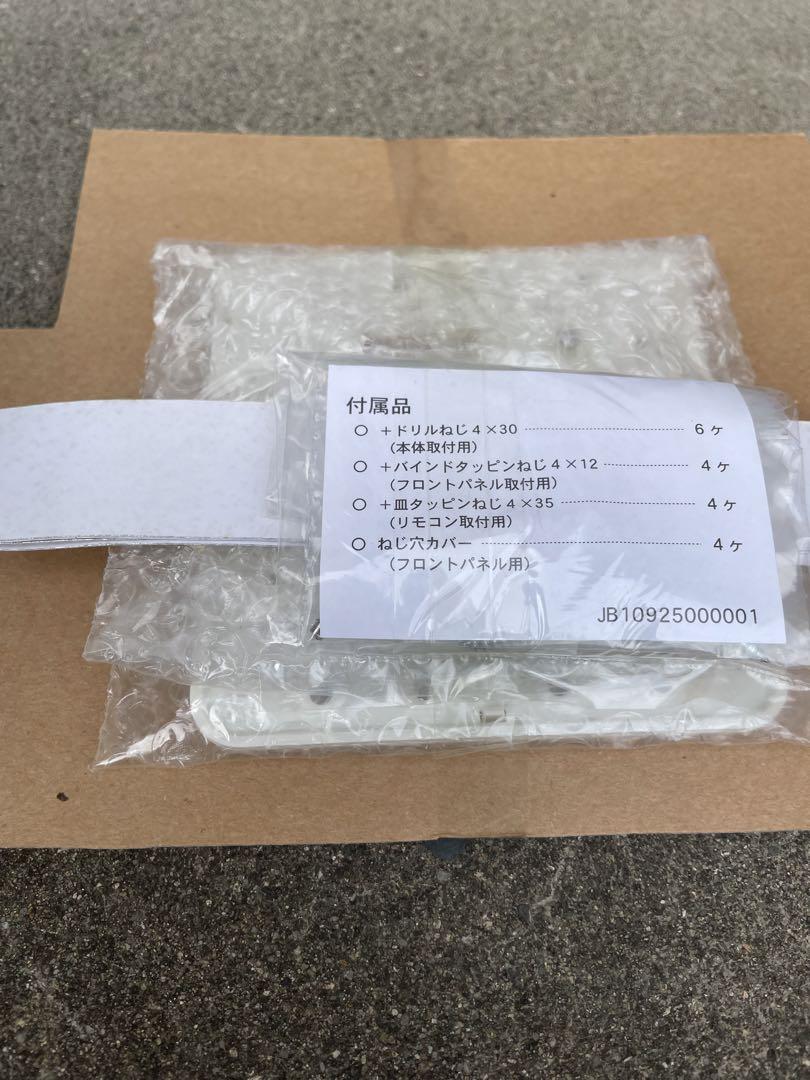 付属品
○ +ドリルねじ4×30 ……………………… 6ヶ
(本体取付用)
○ +バインドタッピンねじ4×12 ……………… 4ヶ
(フロントパネル取付用)
○ +皿タッピンねじ4×35 ……………………… 4ヶ
(リモコン取付用)
○ ねじ穴カバー ……………………………… 4ヶ
(フロントパネル用)
JB10925000001